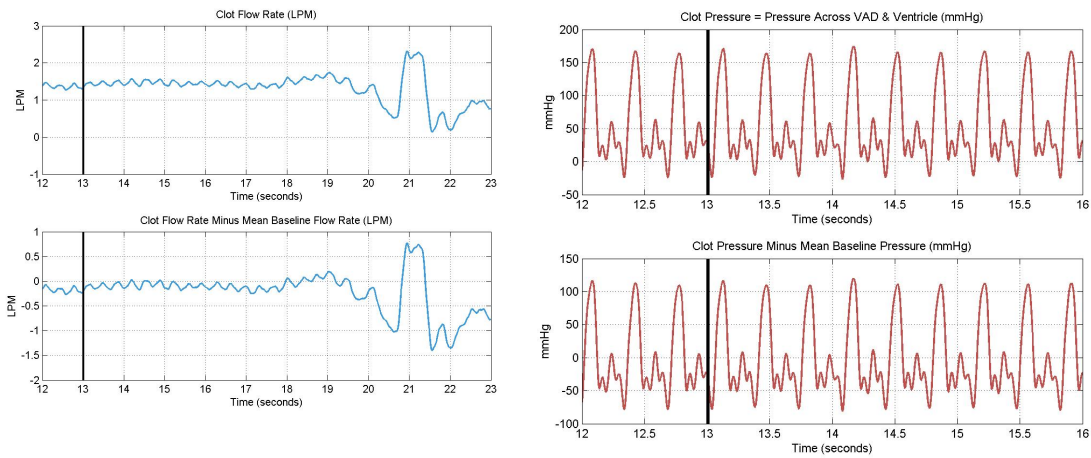 Clot Flow Rate (LPM)
3
2
1
0
-1
LPM
12 13 14 15 16 17 18 19 20 21 22 23
Time (seconds)
Clot Flow Rate Minus Mean Baseline Flow Rate (LPM)
1
0.5
0
-0.5
-1
-1.5
-2
LPM
12 13 14 15 16 17 18 19 20 21 22 23
Time (seconds)
Clot Pressure = Pressure Across VAD & Ventricle (mmHg)
200
150
100
50
0
-50
mmHg
12 12.5 13 13.5 14 14.5 15 15.5 16
Time (seconds)
Clot Pressure Minus Mean Baseline Pressure (mmHg)
150
100
50
0
-50
-100
mmHg
12 12.5 13 13.5 14 14.5 15 15.5 16
Time (seconds)